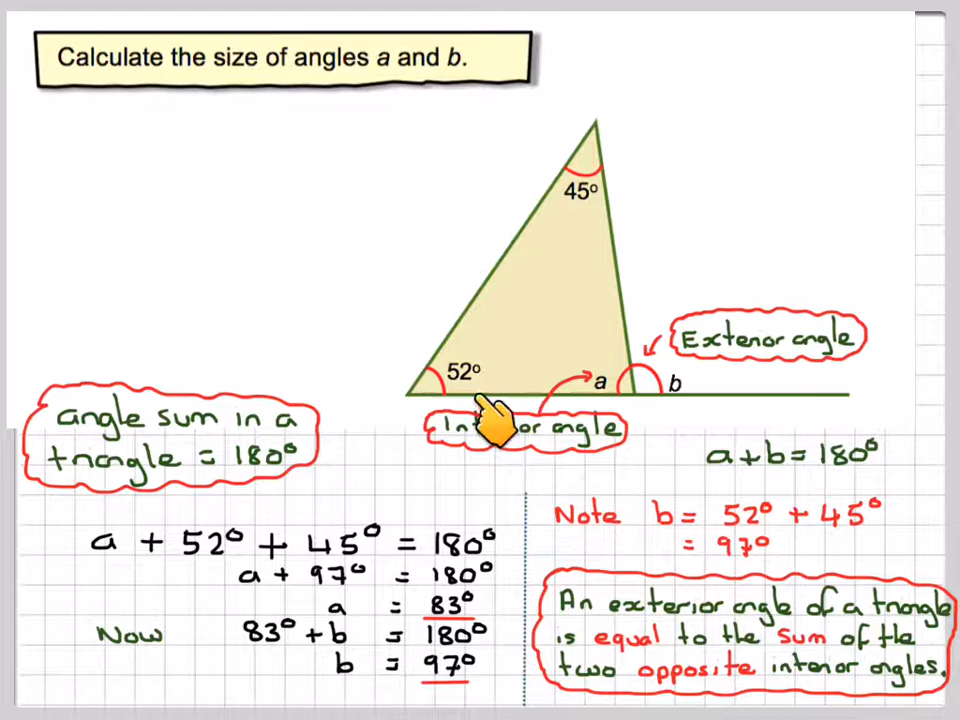 Calculate the size of angles a and b.
45°
Exterior angle
52°
a
b
angle sum in a
triangle = 180°
angle
a + b = 180°
a + 52° + 45° = 180°
a + 97° = 180°
a = 83°
Now 83° + b = 180°
b = 97°
Note b = 52° + 45°
= 97°
An exterior angle of a triangle
is equal to the sum of the
two opposite interior angles.